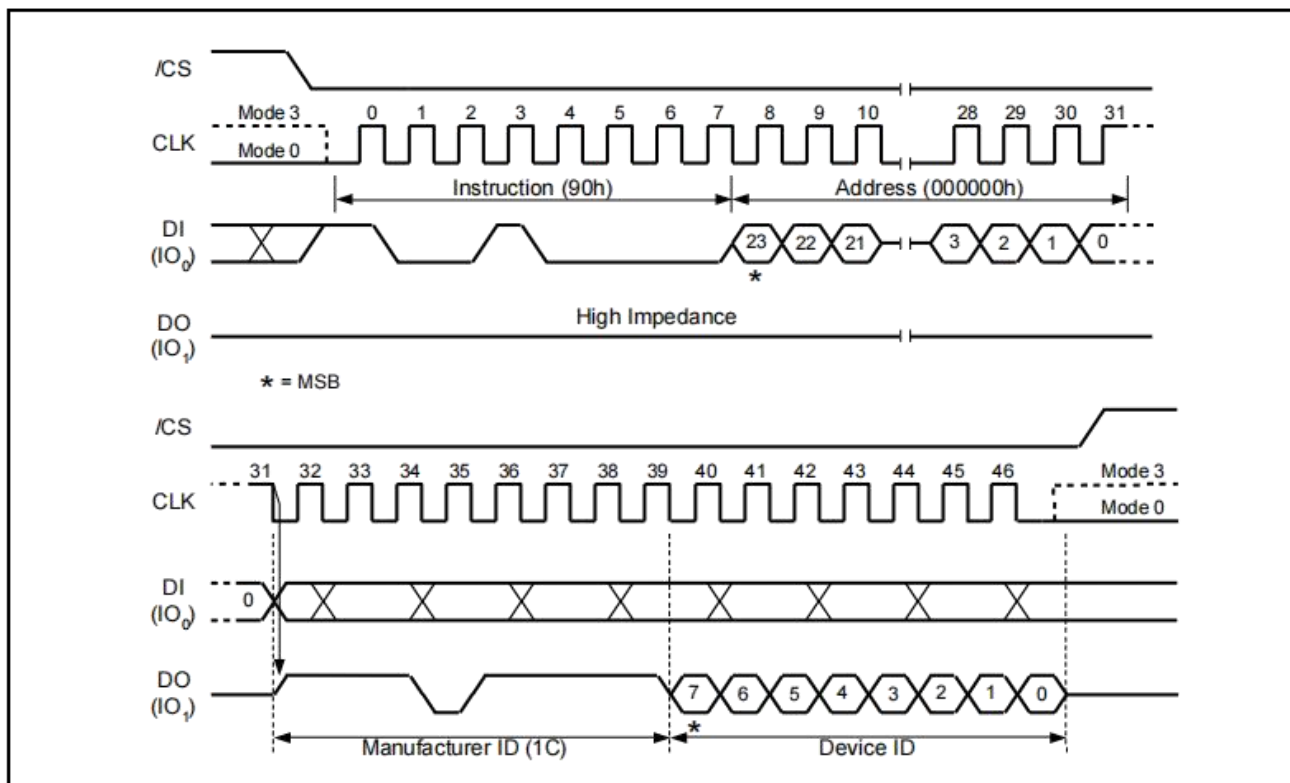 /CS
Mode 3 0 1 2 3 4 5 6 7 8 9 10 28 29 30 31
CLK
Mode 0
Instruction (90h) Address (000000h)
DI
(IO0) 23 22 21 3 2 1 0
*
High Impedance
DO
(IO1)
* = MSB
/CS
31 32 33 34 35 36 37 38 39 40 41 42 43 44 45 46 Mode 3
CLK
Mode 0
DI
(IO0) 0
DO
(IO1) 7 6 5 4 3 2 1 0
*
Manufacturer ID (1C) Device ID